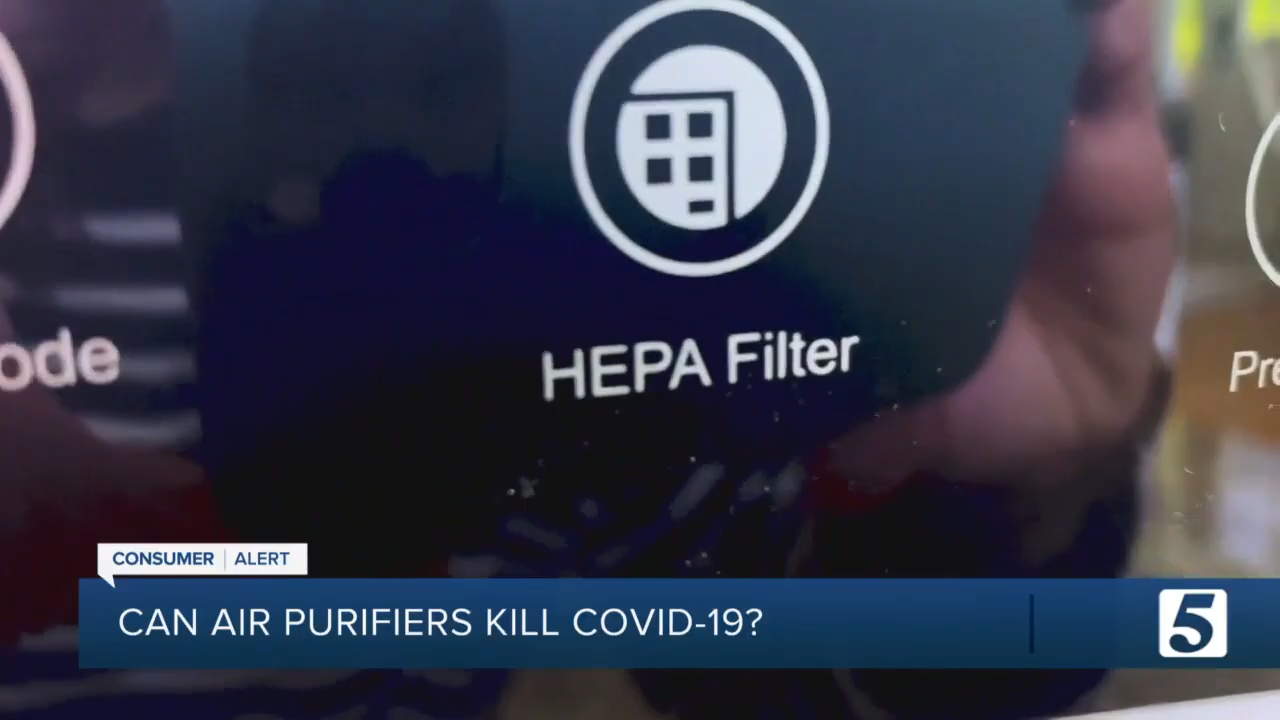 ode
HEPA Filter
Pre
CONSUMER | ALERT
CAN AIR PURIFIERS KILL COVID-19?
5